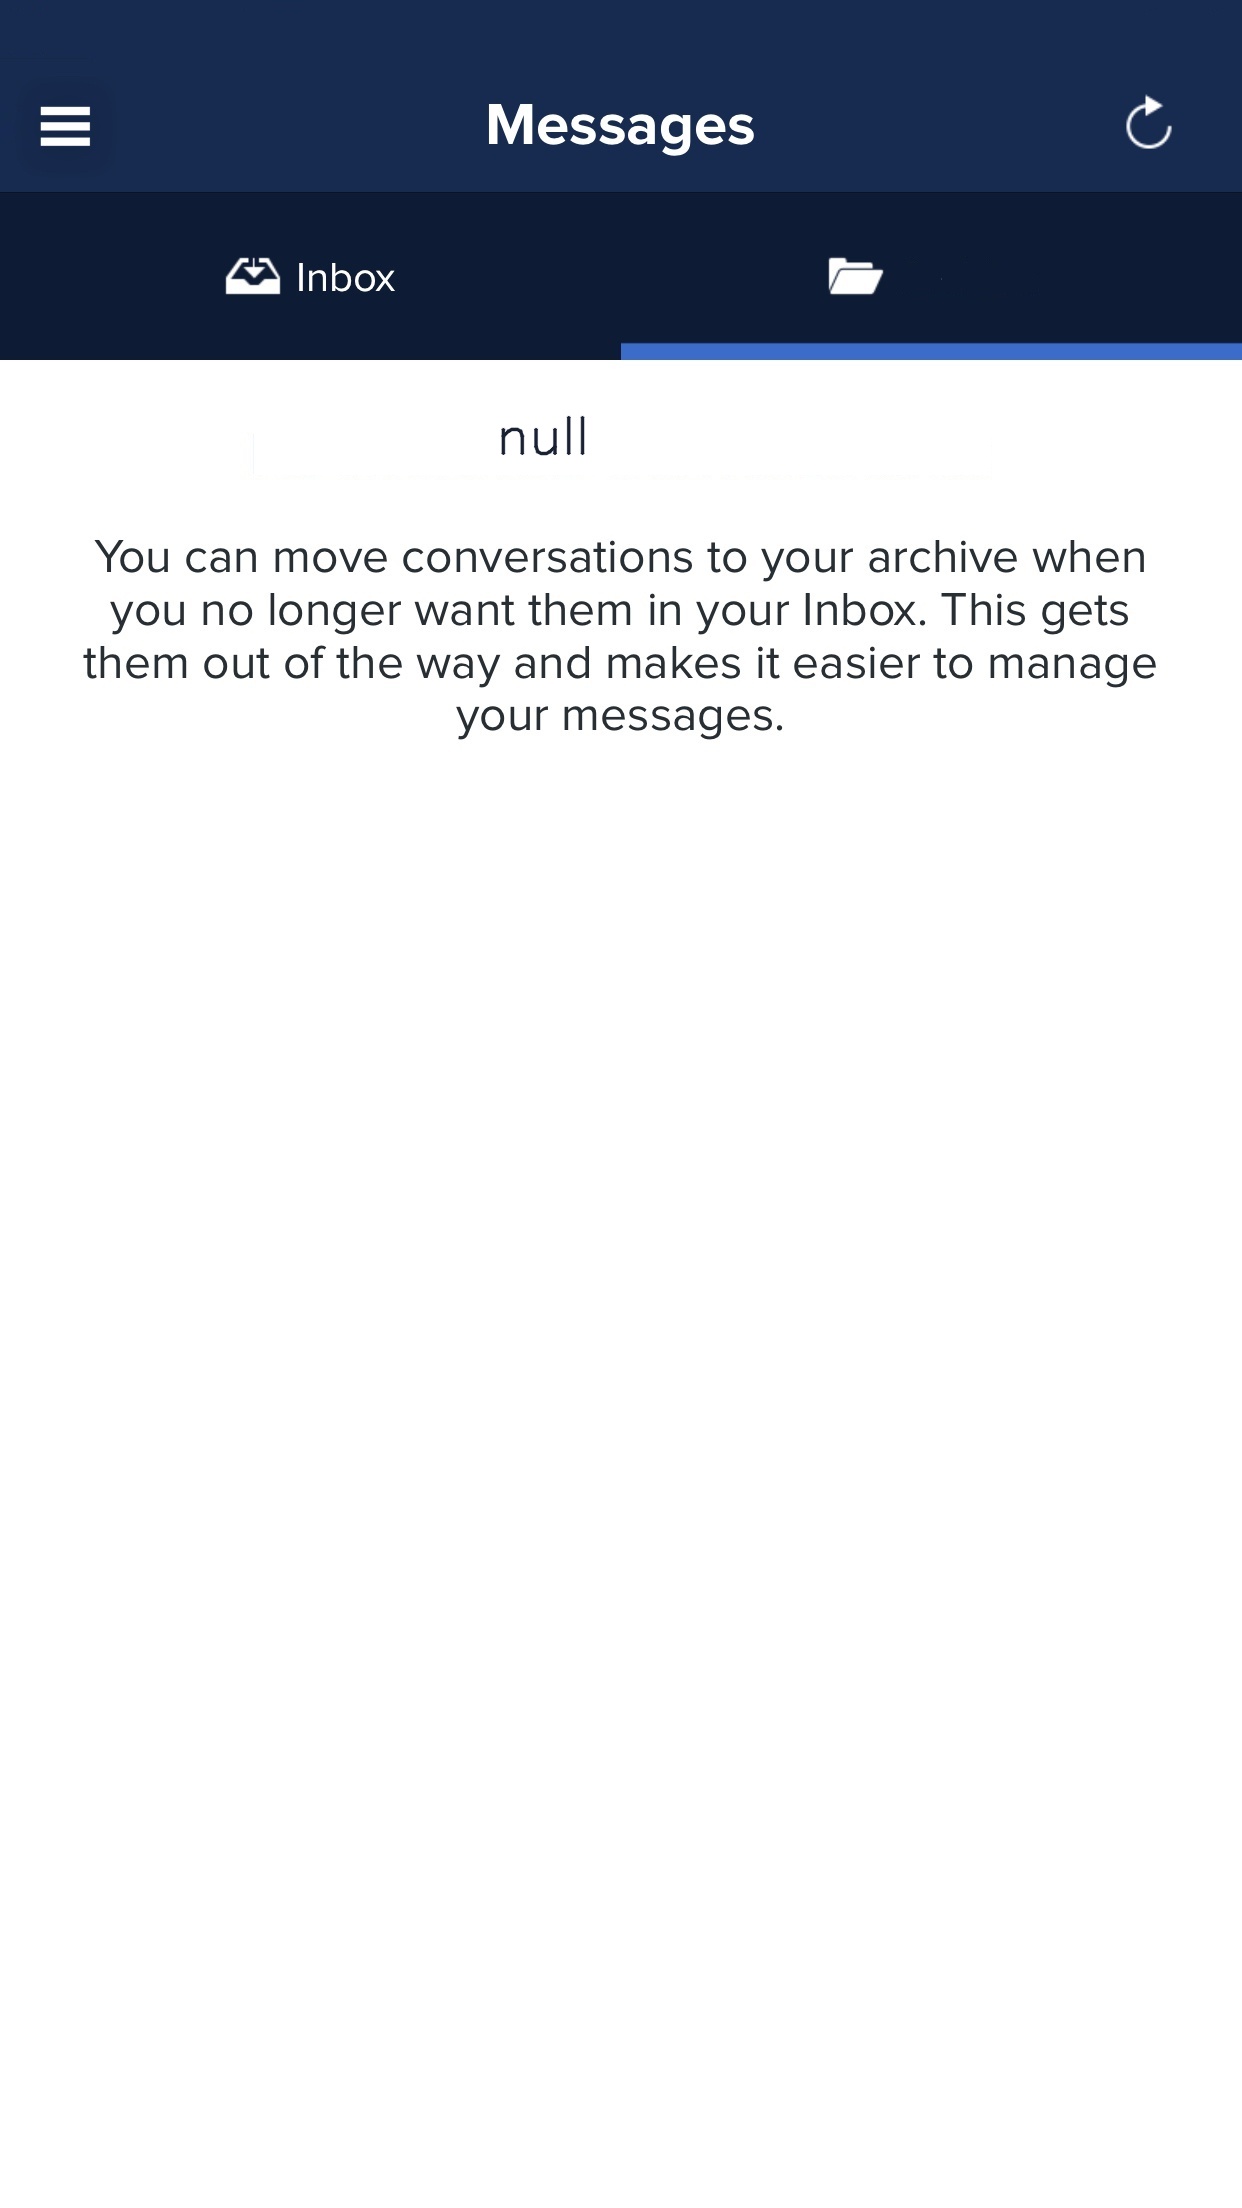 Messages
Inbox
null
You can move conversations to your archive when
you no longer want them in your Inbox. This gets
them out of the way and makes it easier to manage
your messages.